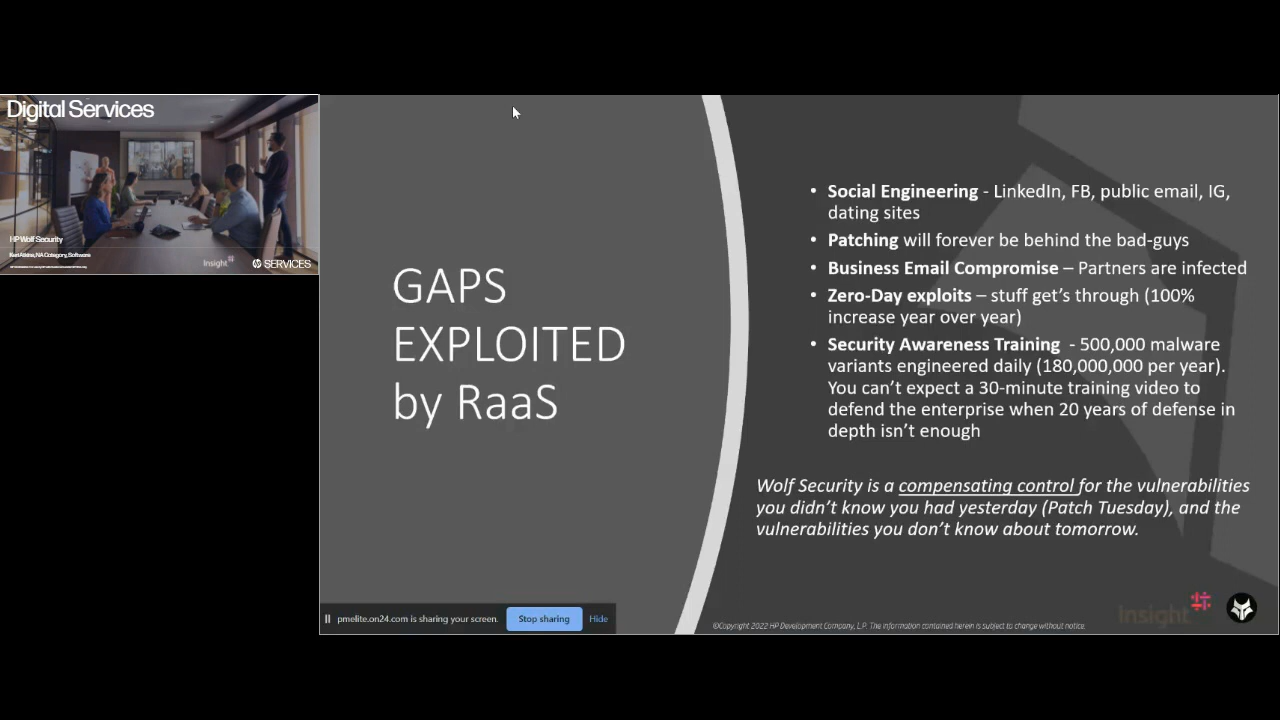 Digital Services
HP Wolf Security
Ken Atkins, NA Category, Software
Insight
hp SERVICES
GAPS
EXPLOITED
by RaaS
• Social Engineering - LinkedIn, FB, public email, IG,
dating sites
• Patching will forever be behind the bad-guys
• Business Email Compromise – Partners are infected
• Zero-Day exploits – stuff get's through (100%
increase year over year)
• Security Awareness Training - 500,000 malware
variants engineered daily (180,000,000 per year).
You can't expect a 30-minute training video to
defend the enterprise when 20 years of defense in
depth isn't enough
Wolf Security is a compensating control for the vulnerabilities
you didn't know you had yesterday (Patch Tuesday), and the
vulnerabilities you don't know about tomorrow.
insight
pmelite.on24.com is sharing your screen.
Stop sharing
Hide
©Copyright 2022 HP Development Company, L.P. The information contained herein is subject to change without notice.